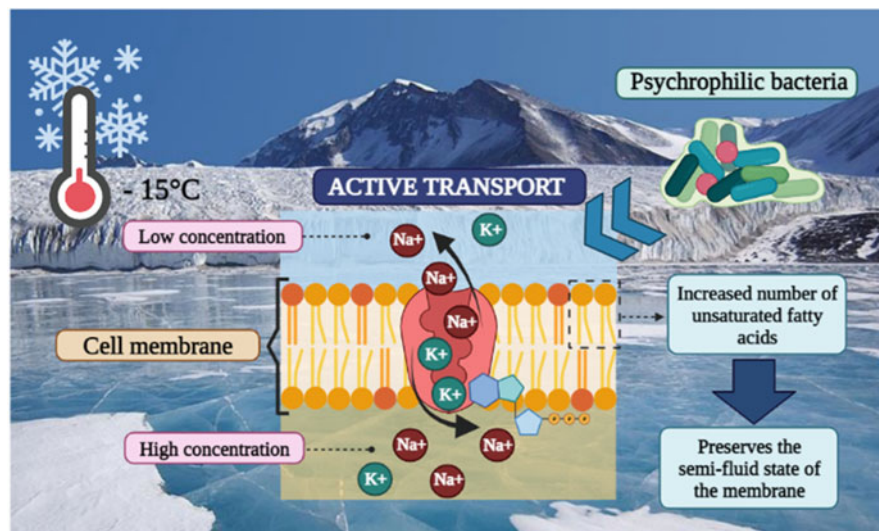 Psychrophilic bacteria
- 15°C
ACTIVE TRANSPORT
Low concentration
Na+
K+
Na+
Na+
K+
K+
Cell membrane
Increased number of
unsaturated fatty
acids
High concentration
Na+
Na+
K+
Na+
Preserves the
semi-fluid state of
the membrane